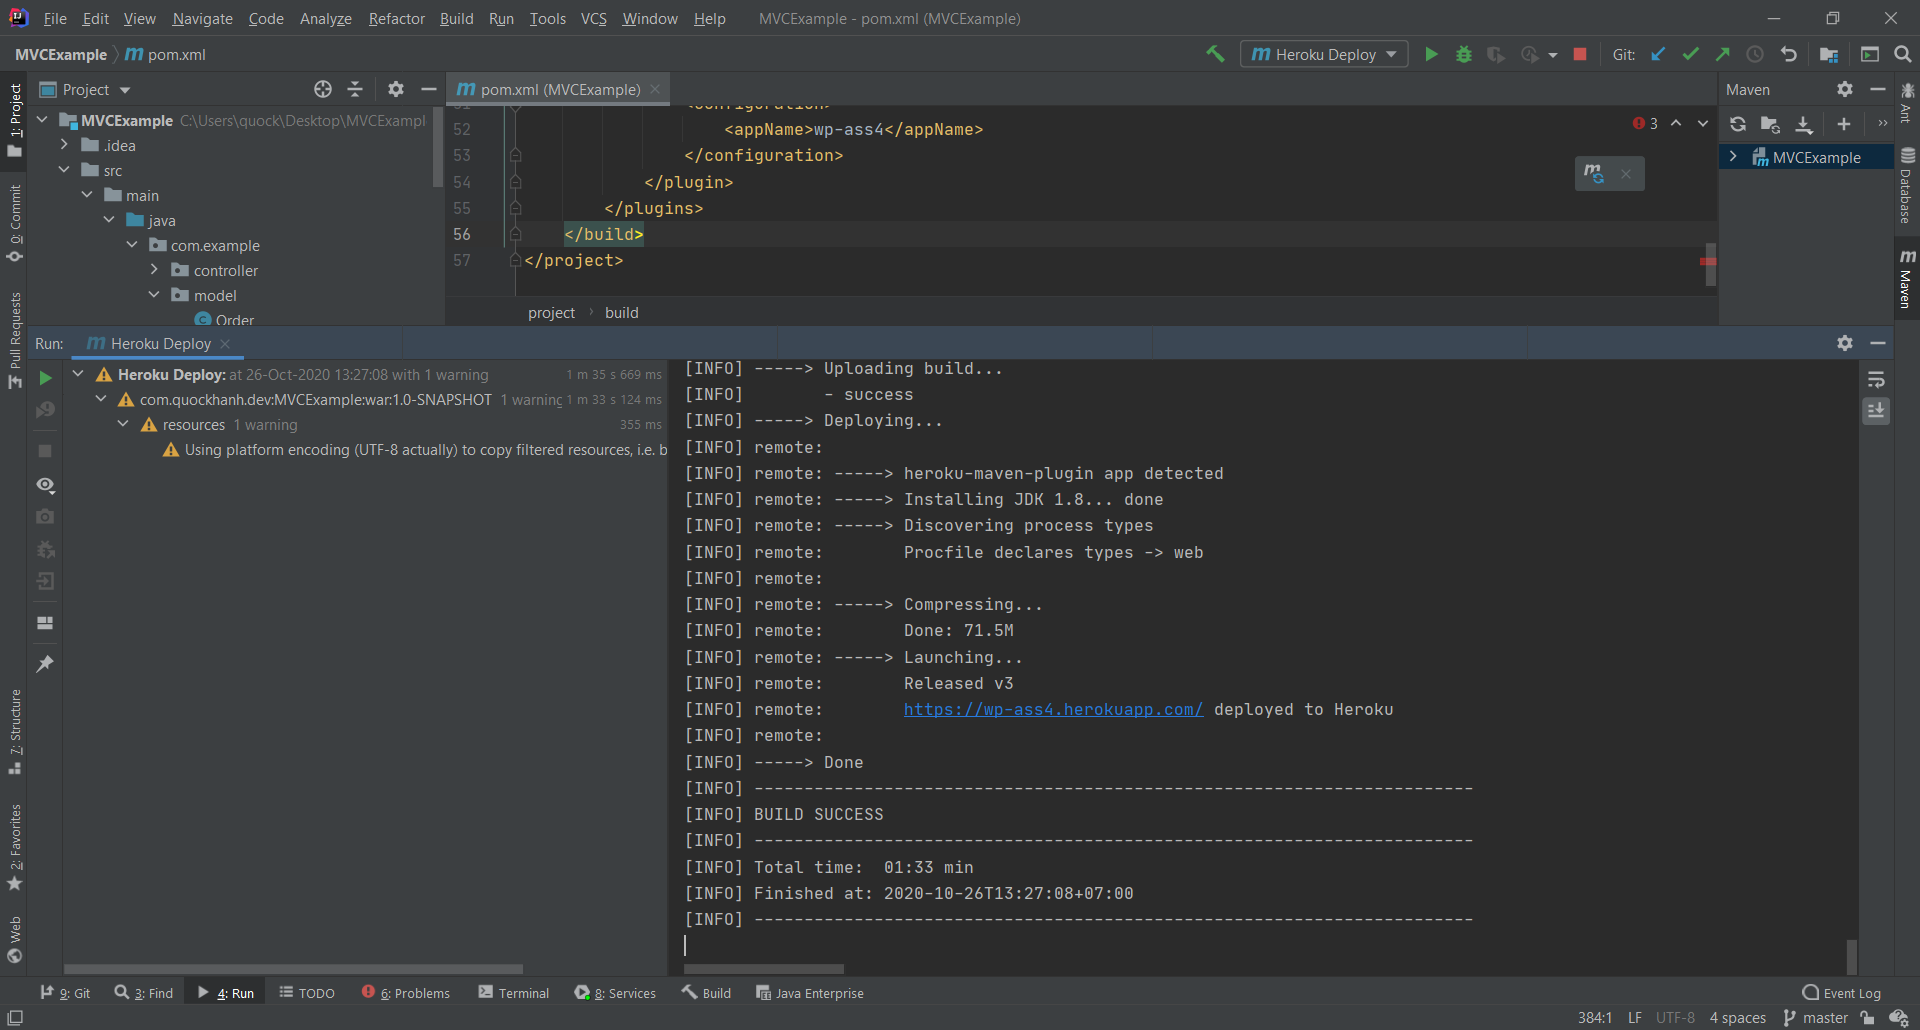 File Edit View Navigate Code Analyze Refactor Build Run Tools VCS Window Help MVCExample - pom.xml (MVCExample)
MVCExample pom.xml Heroku Deploy Git:
Project pom.xml (MVCExample) Maven
MVCExample C:\Users\quock\Desktop\MVCExampl
.idea
src
main
java
com.example
controller
model
Order
51 <configuration>
52 <appName>wp-ass4</appName>
53 </configuration>
54 </plugin>
55 </plugins>
56 </build>
57 </project>
3
project › build
MVCExample
1: Project
0: Commit
Pull Requests
7: Structure
2: Favorites
Web
Ant
Database
Maven
Run: Heroku Deploy
Heroku Deploy: at 26-Oct-2020 13:27:08 with 1 warning 1 m 35 s 669 ms
com.quockhanh.dev:MVCExample:war:1.0-SNAPSHOT 1 warning 1 m 33 s 124 ms
resources 1 warning 355 ms
Using platform encoding (UTF-8 actually) to copy filtered resources, i.e. b
[INFO] -----> Uploading build...
[INFO] - success
[INFO] -----> Deploying...
[INFO] remote:
[INFO] remote: -----> heroku-maven-plugin app detected
[INFO] remote: -----> Installing JDK 1.8... done
[INFO] remote: -----> Discovering process types
[INFO] remote: Procfile declares types -> web
[INFO] remote:
[INFO] remote: -----> Compressing...
[INFO] remote: Done: 71.5M
[INFO] remote: -----> Launching...
[INFO] remote: Released v3
[INFO] remote: https://wp-ass4.herokuapp.com/ deployed to Heroku
[INFO] remote:
[INFO] -----> Done
[INFO] ------------------------------------------------------------------------
[INFO] BUILD SUCCESS
[INFO] ------------------------------------------------------------------------
[INFO] Total time: 01:33 min
[INFO] Finished at: 2020-10-26T13:27:08+07:00
[INFO] ------------------------------------------------------------------------
9: Git 3: Find 4: Run TODO 6: Problems Terminal 8: Services Build Java Enterprise Event Log
384:1 LF UTF-8 4 spaces master